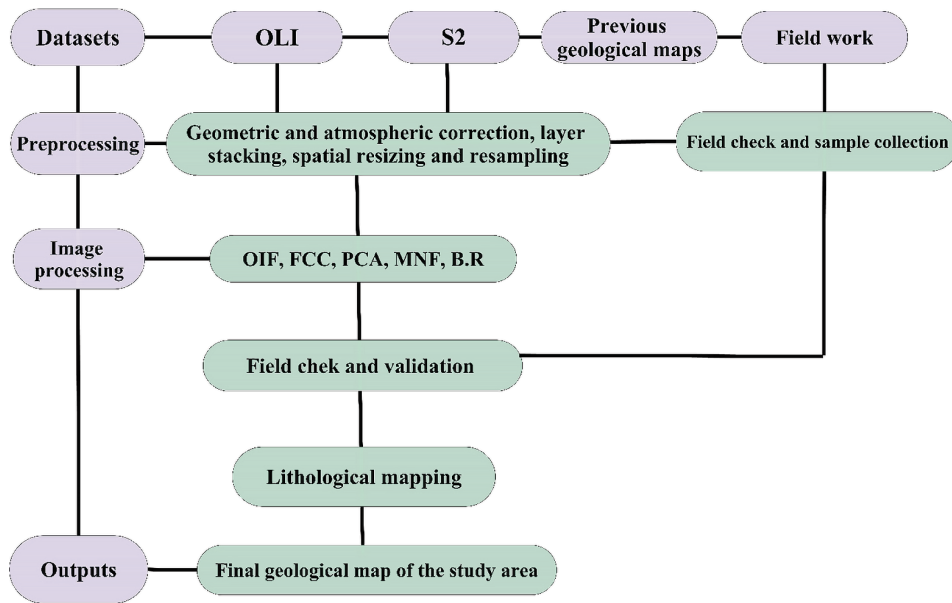 Datasets
OLI
S2
Previous
geological maps
Field work
Preprocessing
Geometric and atmospheric correction, layer
stacking, spatial resizing and resampling
Field check and sample collection
Image
processing
OIF, FCC, PCA, MNF, B.R
Field chek and validation
Lithological mapping
Outputs
Final geological map of the study area